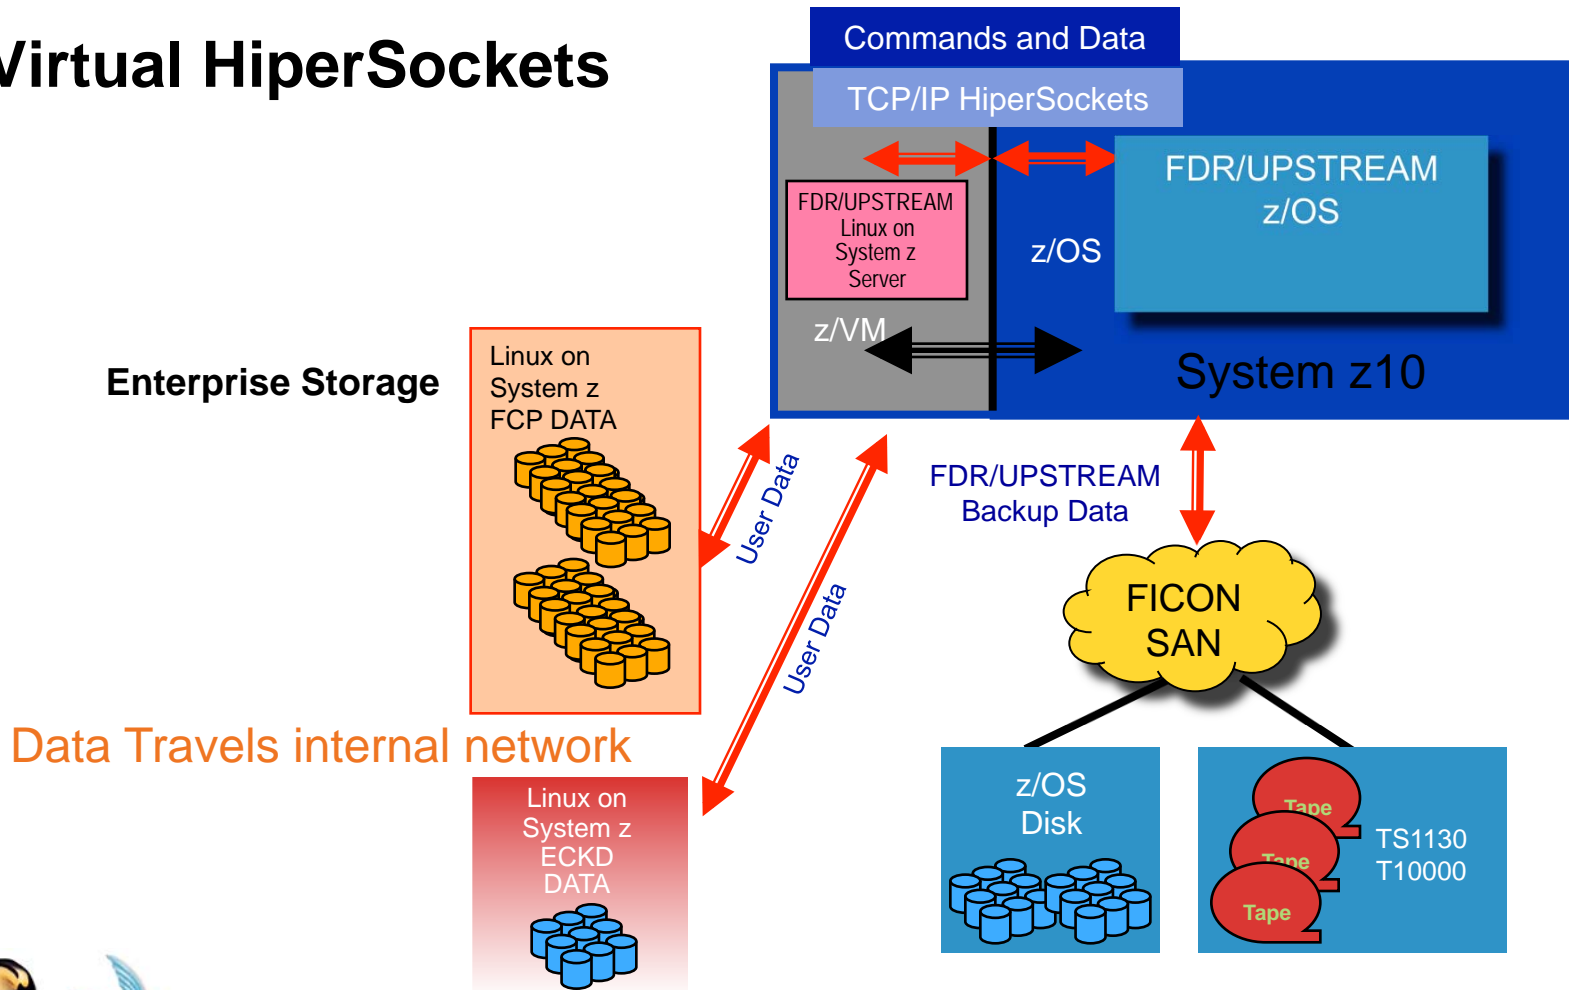 Virtual HiperSockets
Commands and Data
TCP/IP HiperSockets
FDR/UPSTREAM
Linux on
System z
Server
z/VM
z/OS
FDR/UPSTREAM
z/OS
System z10
Enterprise Storage
Linux on
System z
FCP DATA
User Data
User Data
FDR/UPSTREAM
Backup Data
FICON
SAN
Data Travels internal network
Linux on
System z
ECKD
DATA
z/OS
Disk
Tape
Tape
Tape
TS1130
T10000